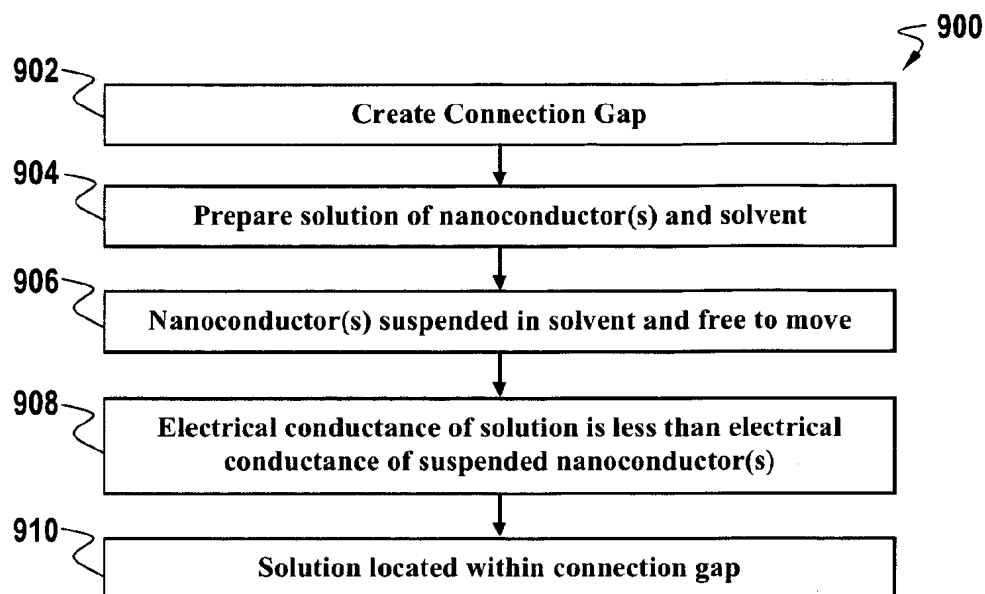 900
902
Create Connection Gap
904
Prepare solution of nanoconductor(s) and solvent
906
Nanoconductor(s) suspended in solvent and free to move
908
Electrical conductance of solution is less than electrical
conductance of suspended nanoconductor(s)
910
Solution located within connection gap